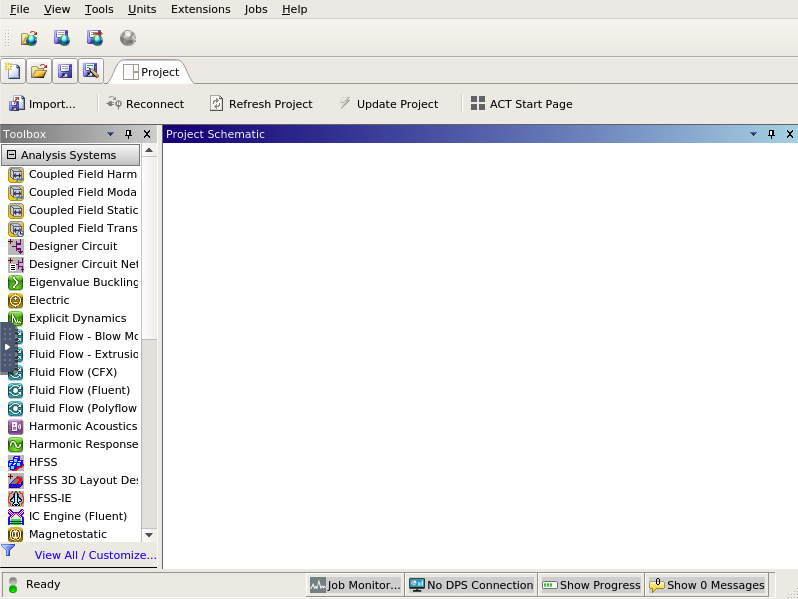 File View Tools Units Extensions Jobs Help
Project
Import... Reconnect Refresh Project Update Project ACT Start Page
Toolbox
Project Schematic
Analysis Systems
Coupled Field Harm
Coupled Field Moda
Coupled Field Static
Coupled Field Trans
Designer Circuit
Designer Circuit Net
Eigenvalue Buckling
Electric
Explicit Dynamics
Fluid Flow - Blow Mo
Fluid Flow - Extrusio
Fluid Flow (CFX)
Fluid Flow (Fluent)
Fluid Flow (Polyflow
Harmonic Acoustics
Harmonic Response
HFSS
HFSS 3D Layout Des
HFSS-IE
IC Engine (Fluent)
Magnetostatic
View All / Customize...
Ready
Job Monitor... No DPS Connection Show Progress Show 0 Messages